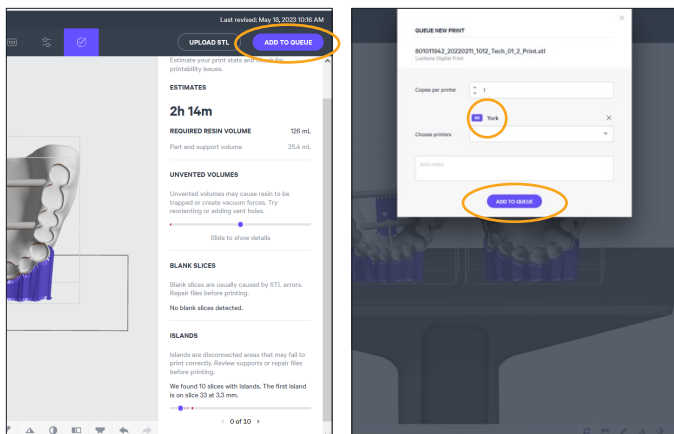 Last revised: May 18, 2023 10:16 AM
UPLOAD STL
ADD TO QUEUE
Estimate your print stats and check for
printability issues.
ESTIMATES
2h 14m
REQUIRED RESIN VOLUME 126 mL
Part and support volume 25.4 mL
UNVENTED VOLUMES
Unvented volumes may cause resin to be
trapped or create vacuum forces. Try
reorienting or adding vent holes.
Slide to show details
BLANK SLICES
Blank slices are usually caused by STL errors.
Repair files before printing.
No blank slices detected.
ISLANDS
Islands are disconnected areas that may fail to
print correctly. Review supports or repair files
before printing.
We found 10 slices with islands. The first island
is on slice 33 at 3.3 mm.
0 of 10
QUEUE NEW PRINT
801011942_20220211_1012_Tech_01_2_Print.stl
Lucitone Digital Print
Copies per printer 1
York
Choose printers
Add notes
ADD TO QUEUE